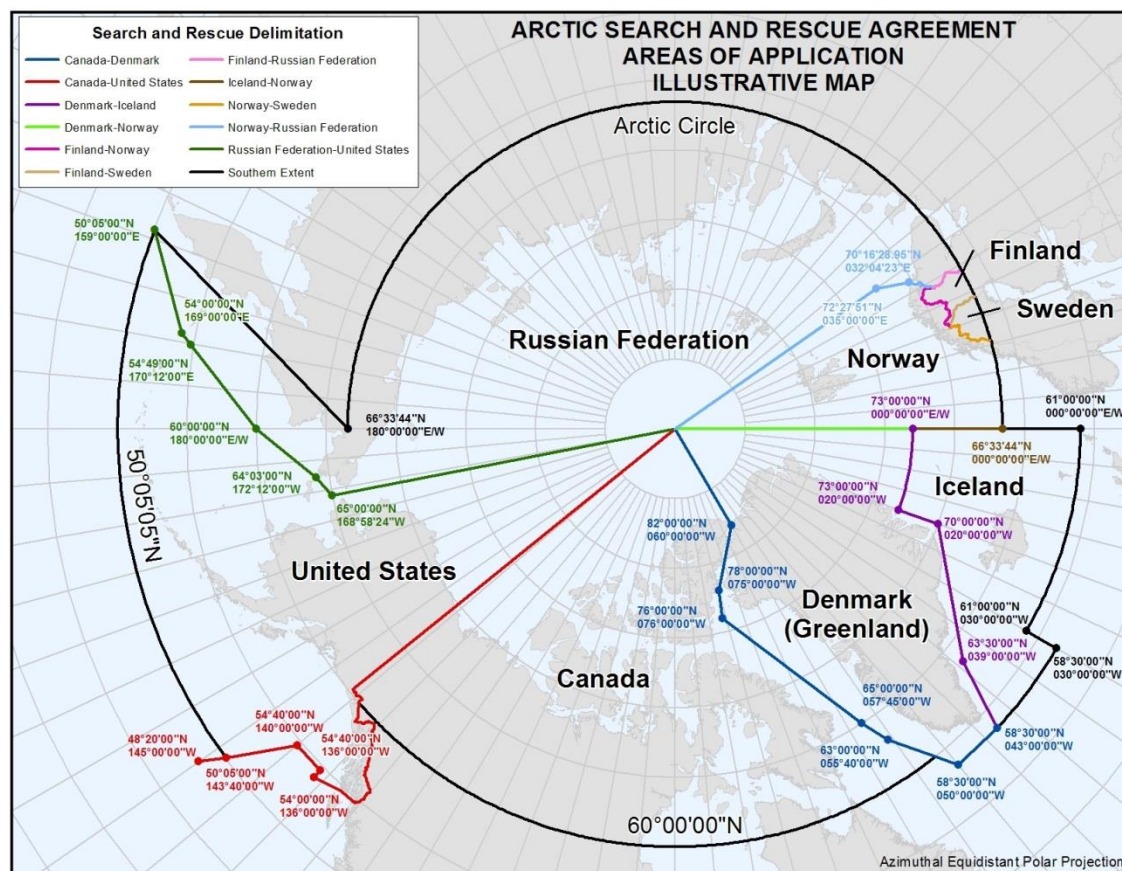 ARCTIC SEARCH AND RESCUE AGREEMENT
AREAS OF APPLICATION
ILLUSTRATIVE MAP
Search and Rescue Delimitation
Canada-Denmark
Canada-United States
Denmark-Iceland
Denmark-Norway
Finland-Norway
Finland-Sweden
Finland-Russian Federation
Iceland-Norway
Norway-Sweden
Norway-Russian Federation
Russian Federation-United States
Southern Extent
Arctic Circle
50°05'00"N
159°00'00"E
54°00'00"N
169°00'00"E
54°49'00"N
170°12'00"E
60°00'00"N
180°00'00"E/W
64°03'00"N
172°12'00"W
65°00'00"N
168°58'24"W
66°33'44"N
180°00'00"E/W
50°05'05"N
70°16'28.95"N
032°04'23"E
72°27'51"N
035°00'00"E
Finland
Sweden
Norway
Russian Federation
73°00'00"N
000°00'00"E/W
61°00'00"N
000°00'00"E/W
66°33'44"N
000°00'00"E/W
73°00'00"N
020°00'00"W
Iceland
70°00'00"N
020°00'00"W
82°00'00"N
060°00'00"W
78°00'00"N
075°00'00"W
76°00'00"N
076°00'00"W
United States
Denmark
(Greenland)
61°00'00"N
030°00'00"W
63°30'00"N
039°00'00"W
58°30'00"N
030°00'00"W
Canada
65°00'00"N
057°45'00"W
63°00'00"N
055°40'00"W
58°30'00"N
043°00'00"W
58°30'00"N
050°00'00"W
48°20'00"N
145°00'00"W
50°05'00"N
143°40'00"W
54°40'00"N
140°00'00"W
54°40'00"N
136°00'00"W
54°00'00"N
136°00'00"W
60°00'00"N
Azimuthal Equidistant Polar Projection